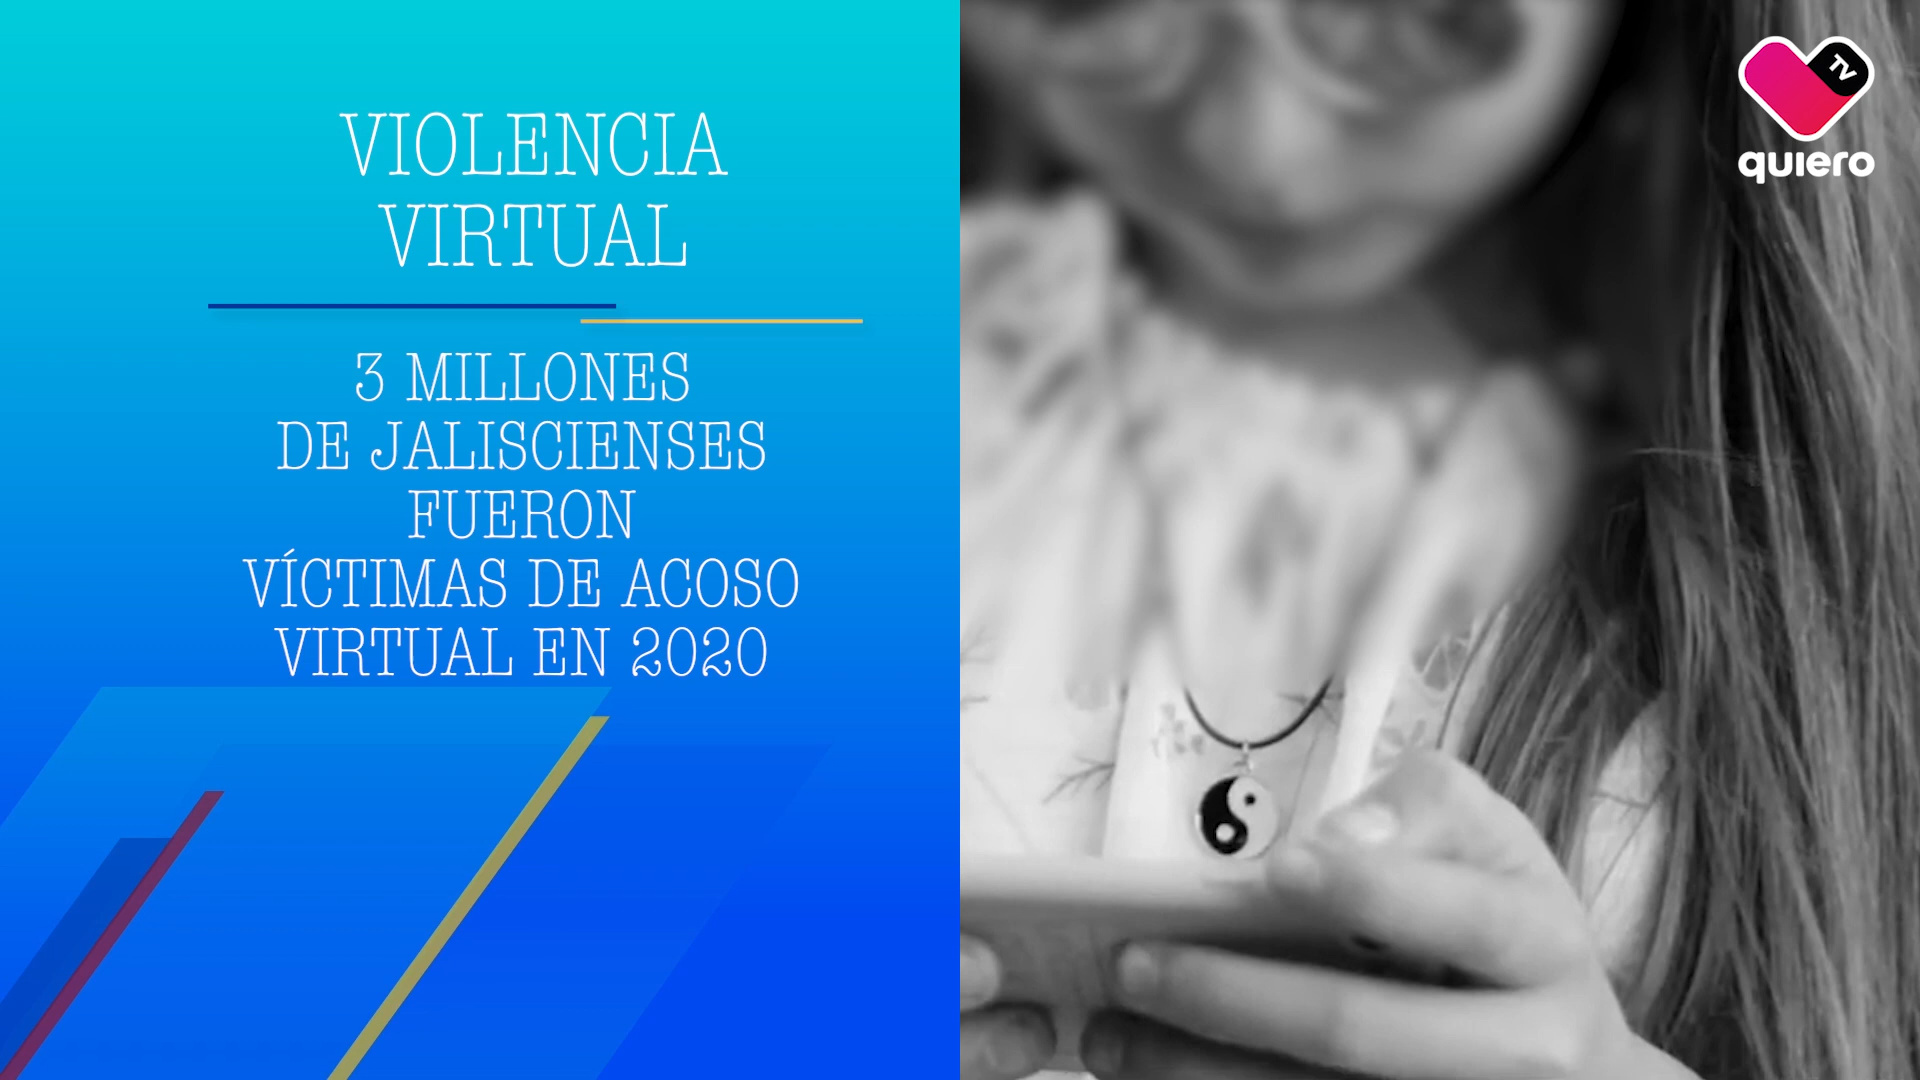 VIOLENCIA
VIRTUAL
3 MILLONES
DE JALISCIENSES
FUERON
VÍCTIMAS DE ACOSO
VIRTUAL EN 2020
TV
quiero